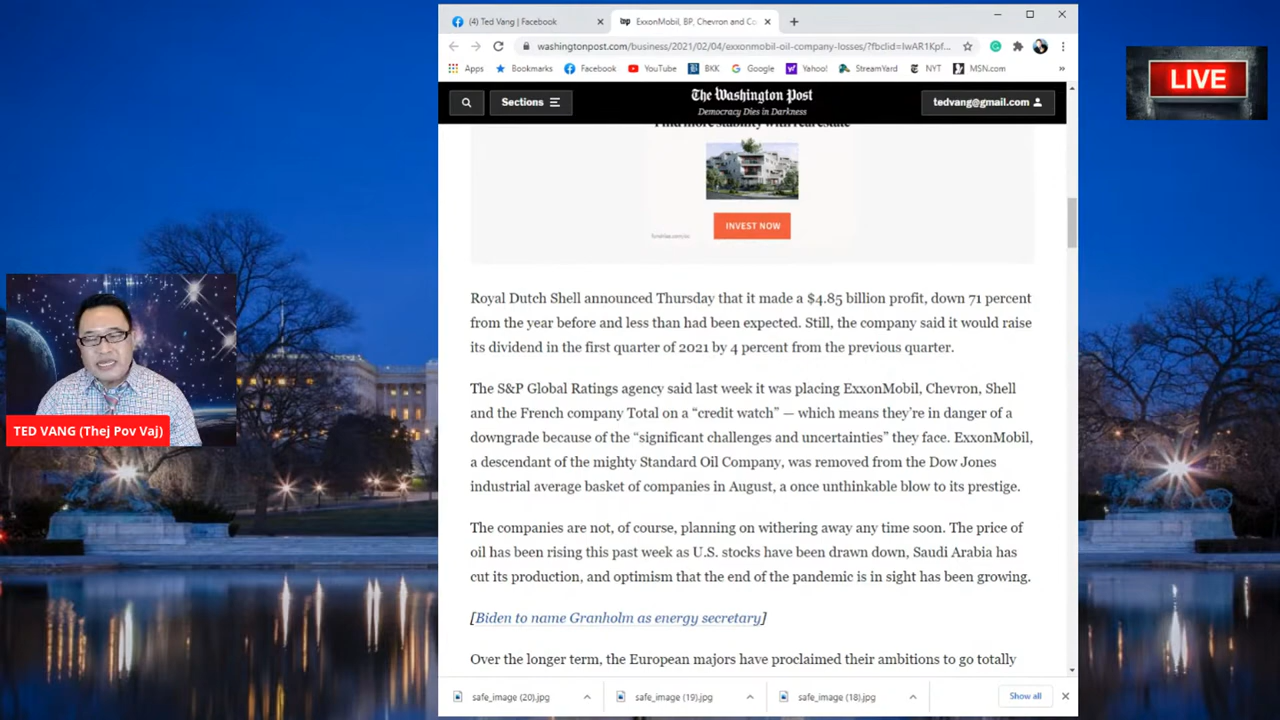 (4) Ted Vang | Facebook
ExxonMobil, BP, Chevron and Co
washingtonpost.com/business/2021/02/04/exxonmobil-oil-company-losses/?fbclid=IwAR1Kpf...
Apps Bookmarks Facebook YouTube BKK Google Yahoo! StreamYard NYT MSN.com »
Sections
The Washington Post
Democracy Dies in Darkness
tedvang@gmail.com
LIVE
Find more stability with real estate
INVEST NOW
Royal Dutch Shell announced Thursday that it made a $4.85 billion profit, down 71 percent
from the year before and less than had been expected. Still, the company said it would raise
its dividend in the first quarter of 2021 by 4 percent from the previous quarter.
The S&P Global Ratings agency said last week it was placing ExxonMobil, Chevron, Shell
and the French company Total on a “credit watch” — which means they’re in danger of a
downgrade because of the “significant challenges and uncertainties” they face. ExxonMobil,
a descendant of the mighty Standard Oil Company, was removed from the Dow Jones
industrial average basket of companies in August, a once unthinkable blow to its prestige.
The companies are not, of course, planning on withering away any time soon. The price of
oil has been rising this past week as U.S. stocks have been drawn down, Saudi Arabia has
cut its production, and optimism that the end of the pandemic is in sight has been growing.
[Biden to name Granholm as energy secretary]
Over the longer term, the European majors have proclaimed their ambitions to go totally
TED VANG (Thej Pov Vaj)
safe_image (20).jpg
safe_image (19).jpg
safe_image (18).jpg
Show all